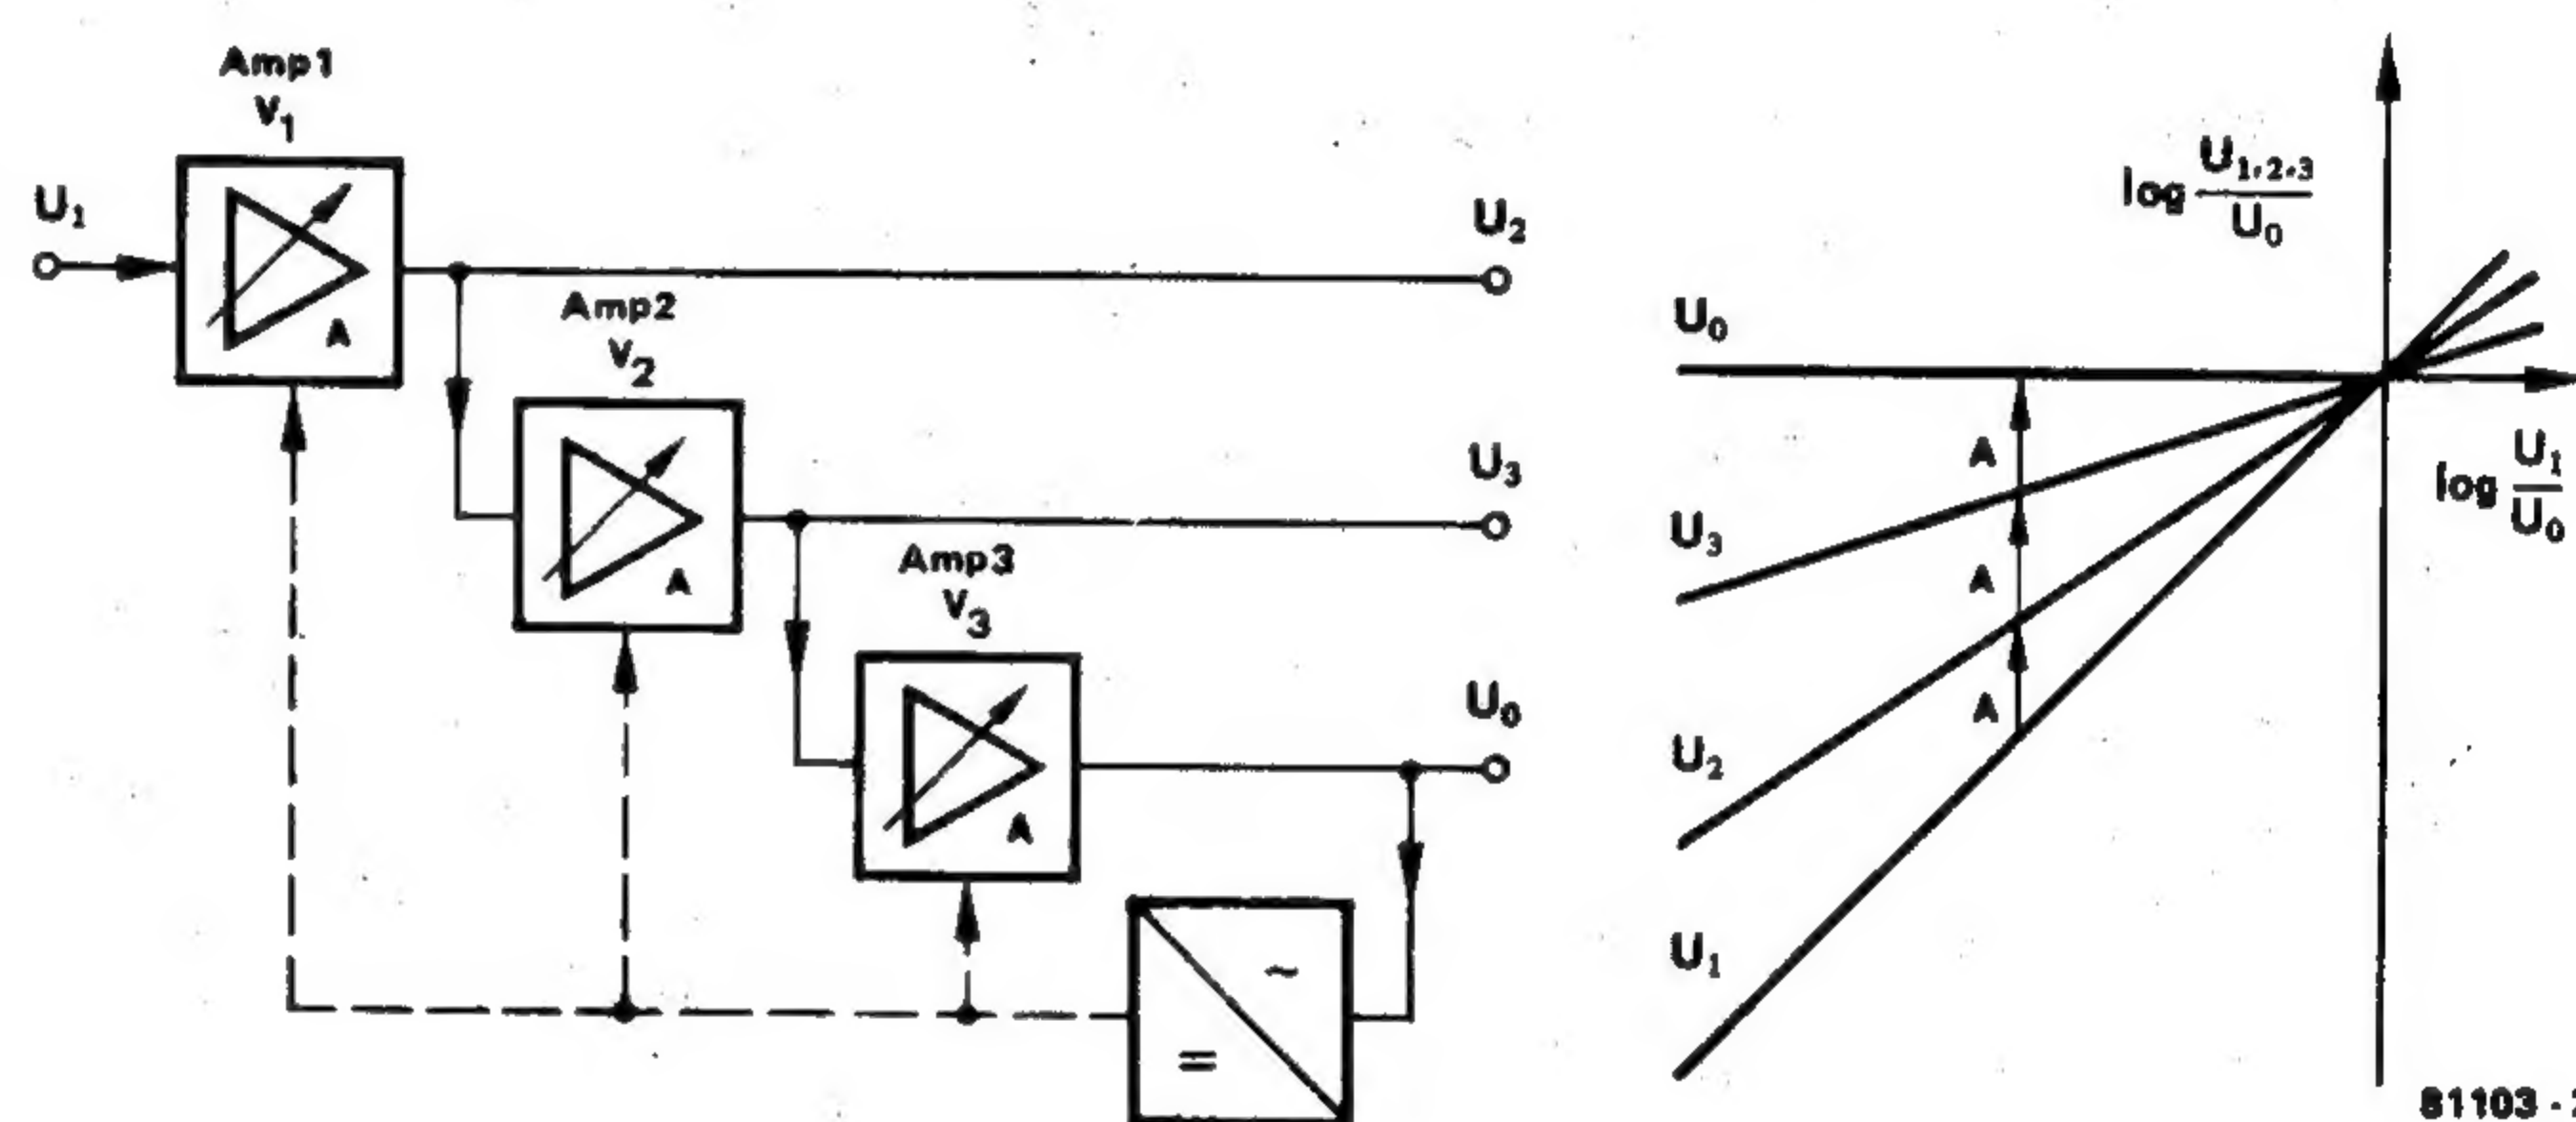 Amp1
V₁
U₁
A
U₂
Amp2
V₂
A
U₃
Amp3
V₃
A
U₀
~
=
log U₁,₂,₃
U₀
U₀
A
U₃
A
U₂
A
U₁
log U₁
U₀
81103 -